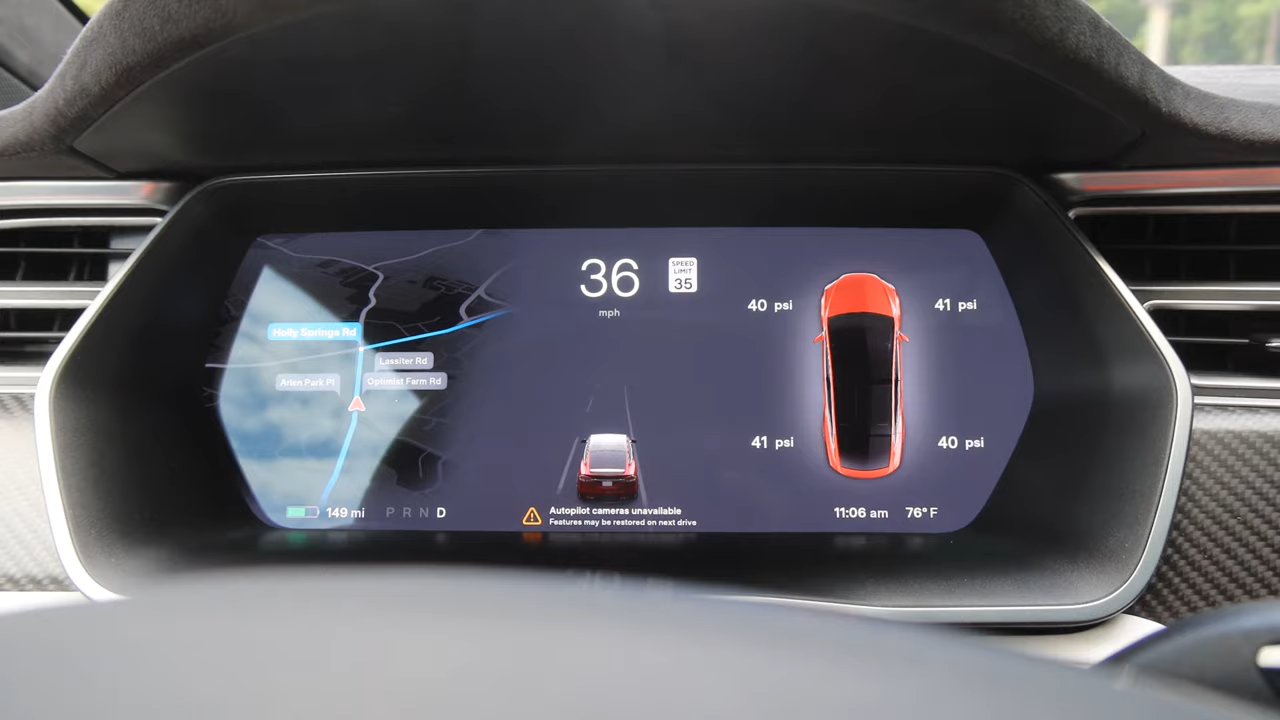 Holly Springs Rd
Lassiter Rd
Arlen Park Pl
Optimist Farm Rd
149 mi
P R N D
36
mph
SPEED
LIMIT
35
Autopilot cameras unavailable
Features may be restored on next drive
40 psi
41 psi
41 psi
40 psi
11:06 am
76° F